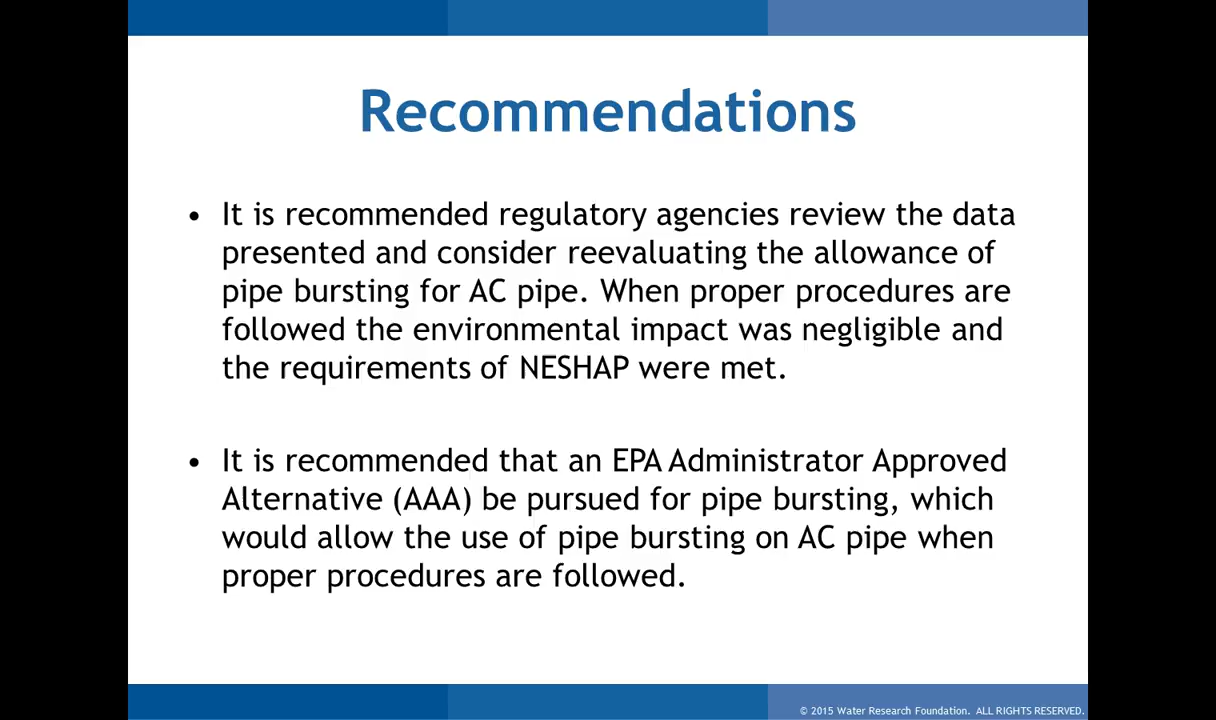 Recommendations
• It is recommended regulatory agencies review the data
presented and consider reevaluating the allowance of
pipe bursting for AC pipe. When proper procedures are
followed the environmental impact was negligible and
the requirements of NESHAP were met.
• It is recommended that an EPA Administrator Approved
Alternative (AAA) be pursued for pipe bursting, which
would allow the use of pipe bursting on AC pipe when
proper procedures are followed.
© 2015 Water Research Foundation. ALL RIGHTS RESERVED.